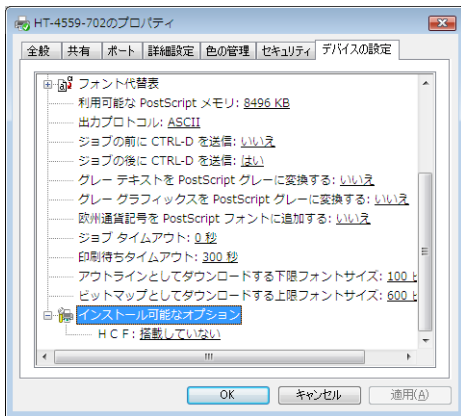 HT-4559-702のプロパティ
全般 共有 ポート 詳細設定 色の管理 セキュリティ デバイスの設定
フォント代替表
利用可能な PostScript メモリ: 8496 KB
出力プロトコル: ASCII
ジョブの前に CTRL-D を送信: いいえ
ジョブの後に CTRL-D を送信: はい
グレー テキストを PostScript グレーに変換する: いいえ
グレー グラフィックスを PostScript グレーに変換する: いいえ
欧州通貨記号を PostScript フォントに追加する: いいえ
ジョブ タイムアウト: 0 秒
印刷待ちタイムアウト: 300 秒
アウトラインとしてダウンロードする下限フォントサイズ: 100 ピ
ビットマップとしてダウンロードする上限フォントサイズ: 600 ピ
インストール可能なオプション
ＨＣＦ: 搭載していない
OK キャンセル 適用(A)